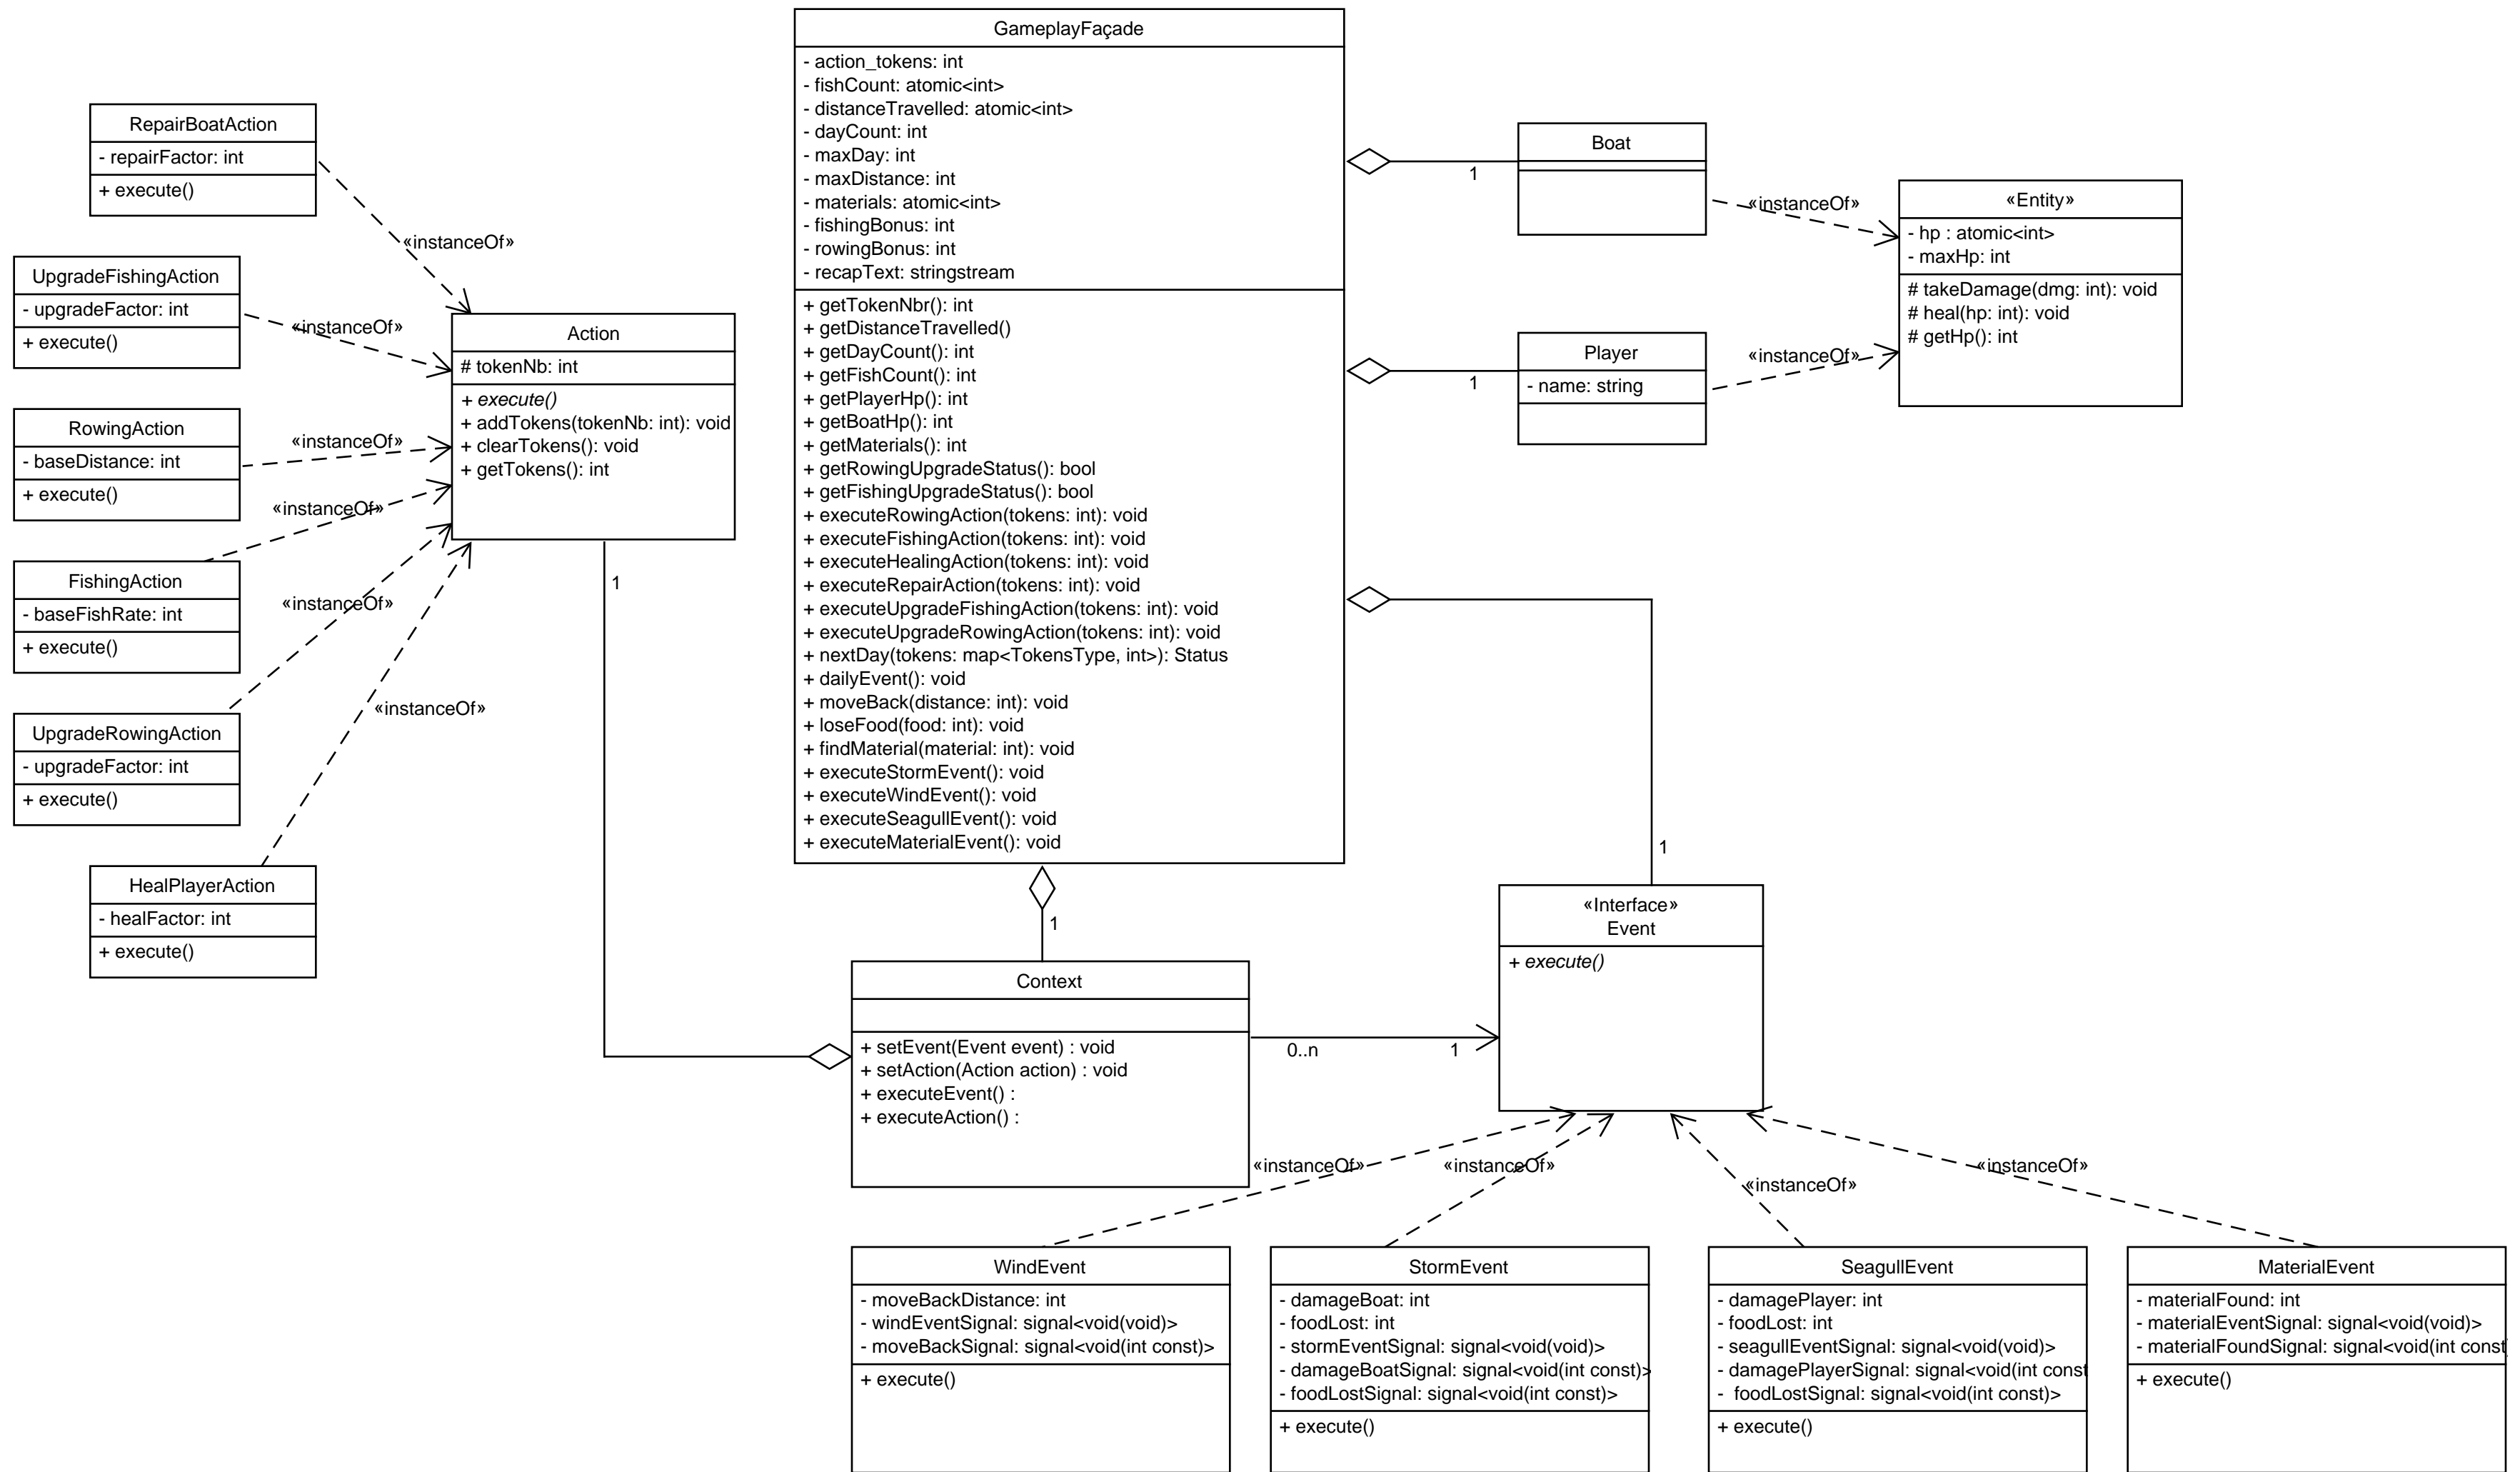 GameplayFaçade
- action_tokens: int
- fishCount: atomic<int>
- distanceTravelled: atomic<int>
- dayCount: int
- maxDay: int
- maxDistance: int
- materials: atomic<int>
- fishingBonus: int
- rowingBonus: int
- recapText: stringstream
+ getTokenNbr(): int
+ getDistanceTravelled()
+ getDayCount(): int
+ getFishCount(): int
+ getPlayerHp(): int
+ getBoatHp(): int
+ getMaterials(): int
+ getRowingUpgradeStatus(): bool
+ getFishingUpgradeStatus(): bool
+ executeRowingAction(tokens: int): void
+ executeFishingAction(tokens: int): void
+ executeHealingAction(tokens: int): void
+ executeRepairAction(tokens: int): void
+ executeUpgradeFishingAction(tokens: int): void
+ executeUpgradeRowingAction(tokens: int): void
+ nextDay(tokens: map<TokensType, int>): Status
+ dailyEvent(): void
+ moveBack(distance: int): void
+ loseFood(food: int): void
+ findMaterial(material: int): void
+ executeStormEvent(): void
+ executeWindEvent(): void
+ executeSeagullEvent(): void
+ executeMaterialEvent(): void
RepairBoatAction
- repairFactor: int
+ execute()
«instanceOf»
UpgradeFishingAction
- upgradeFactor: int
+ execute()
«instanceOf»
RowingAction
- baseDistance: int
+ execute()
«instanceOf»
FishingAction
- baseFishRate: int
+ execute()
«instanceOf»
UpgradeRowingAction
- upgradeFactor: int
+ execute()
«instanceOf»
HealPlayerAction
- healFactor: int
+ execute()
«instanceOf»
Action
# tokenNb: int
+ execute()
+ addTokens(tokenNb: int): void
+ clearTokens(): void
+ getTokens(): int
1
Boat
1
«instanceOf»
Player
- name: string
1
«instanceOf»
«Entity»
- hp : atomic<int>
- maxHp: int
# takeDamage(dmg: int): void
# heal(hp: int): void
# getHp(): int
1
1
Context
+ setEvent(Event event) : void
+ setAction(Action action) : void
+ executeEvent() :
+ executeAction() :
0..n
1
«Interface»
Event
+ execute()
«instanceOf»
«instanceOf»
«instanceOf»
«instanceOf»
WindEvent
- moveBackDistance: int
- windEventSignal: signal<void(void)>
- moveBackSignal: signal<void(int const)>
+ execute()
StormEvent
- damageBoat: int
- foodLost: int
- stormEventSignal: signal<void(void)>
- damageBoatSignal: signal<void(int const)>
- foodLostSignal: signal<void(int const)>
+ execute()
SeagullEvent
- damagePlayer: int
- foodLost: int
- seagullEventSignal: signal<void(void)>
- damagePlayerSignal: signal<void(int const
- foodLostSignal: signal<void(int const)>
+ execute()
MaterialEvent
- materialFound: int
- materialEventSignal: signal<void(void)>
- materialFoundSignal: signal<void(int const
+ execute()